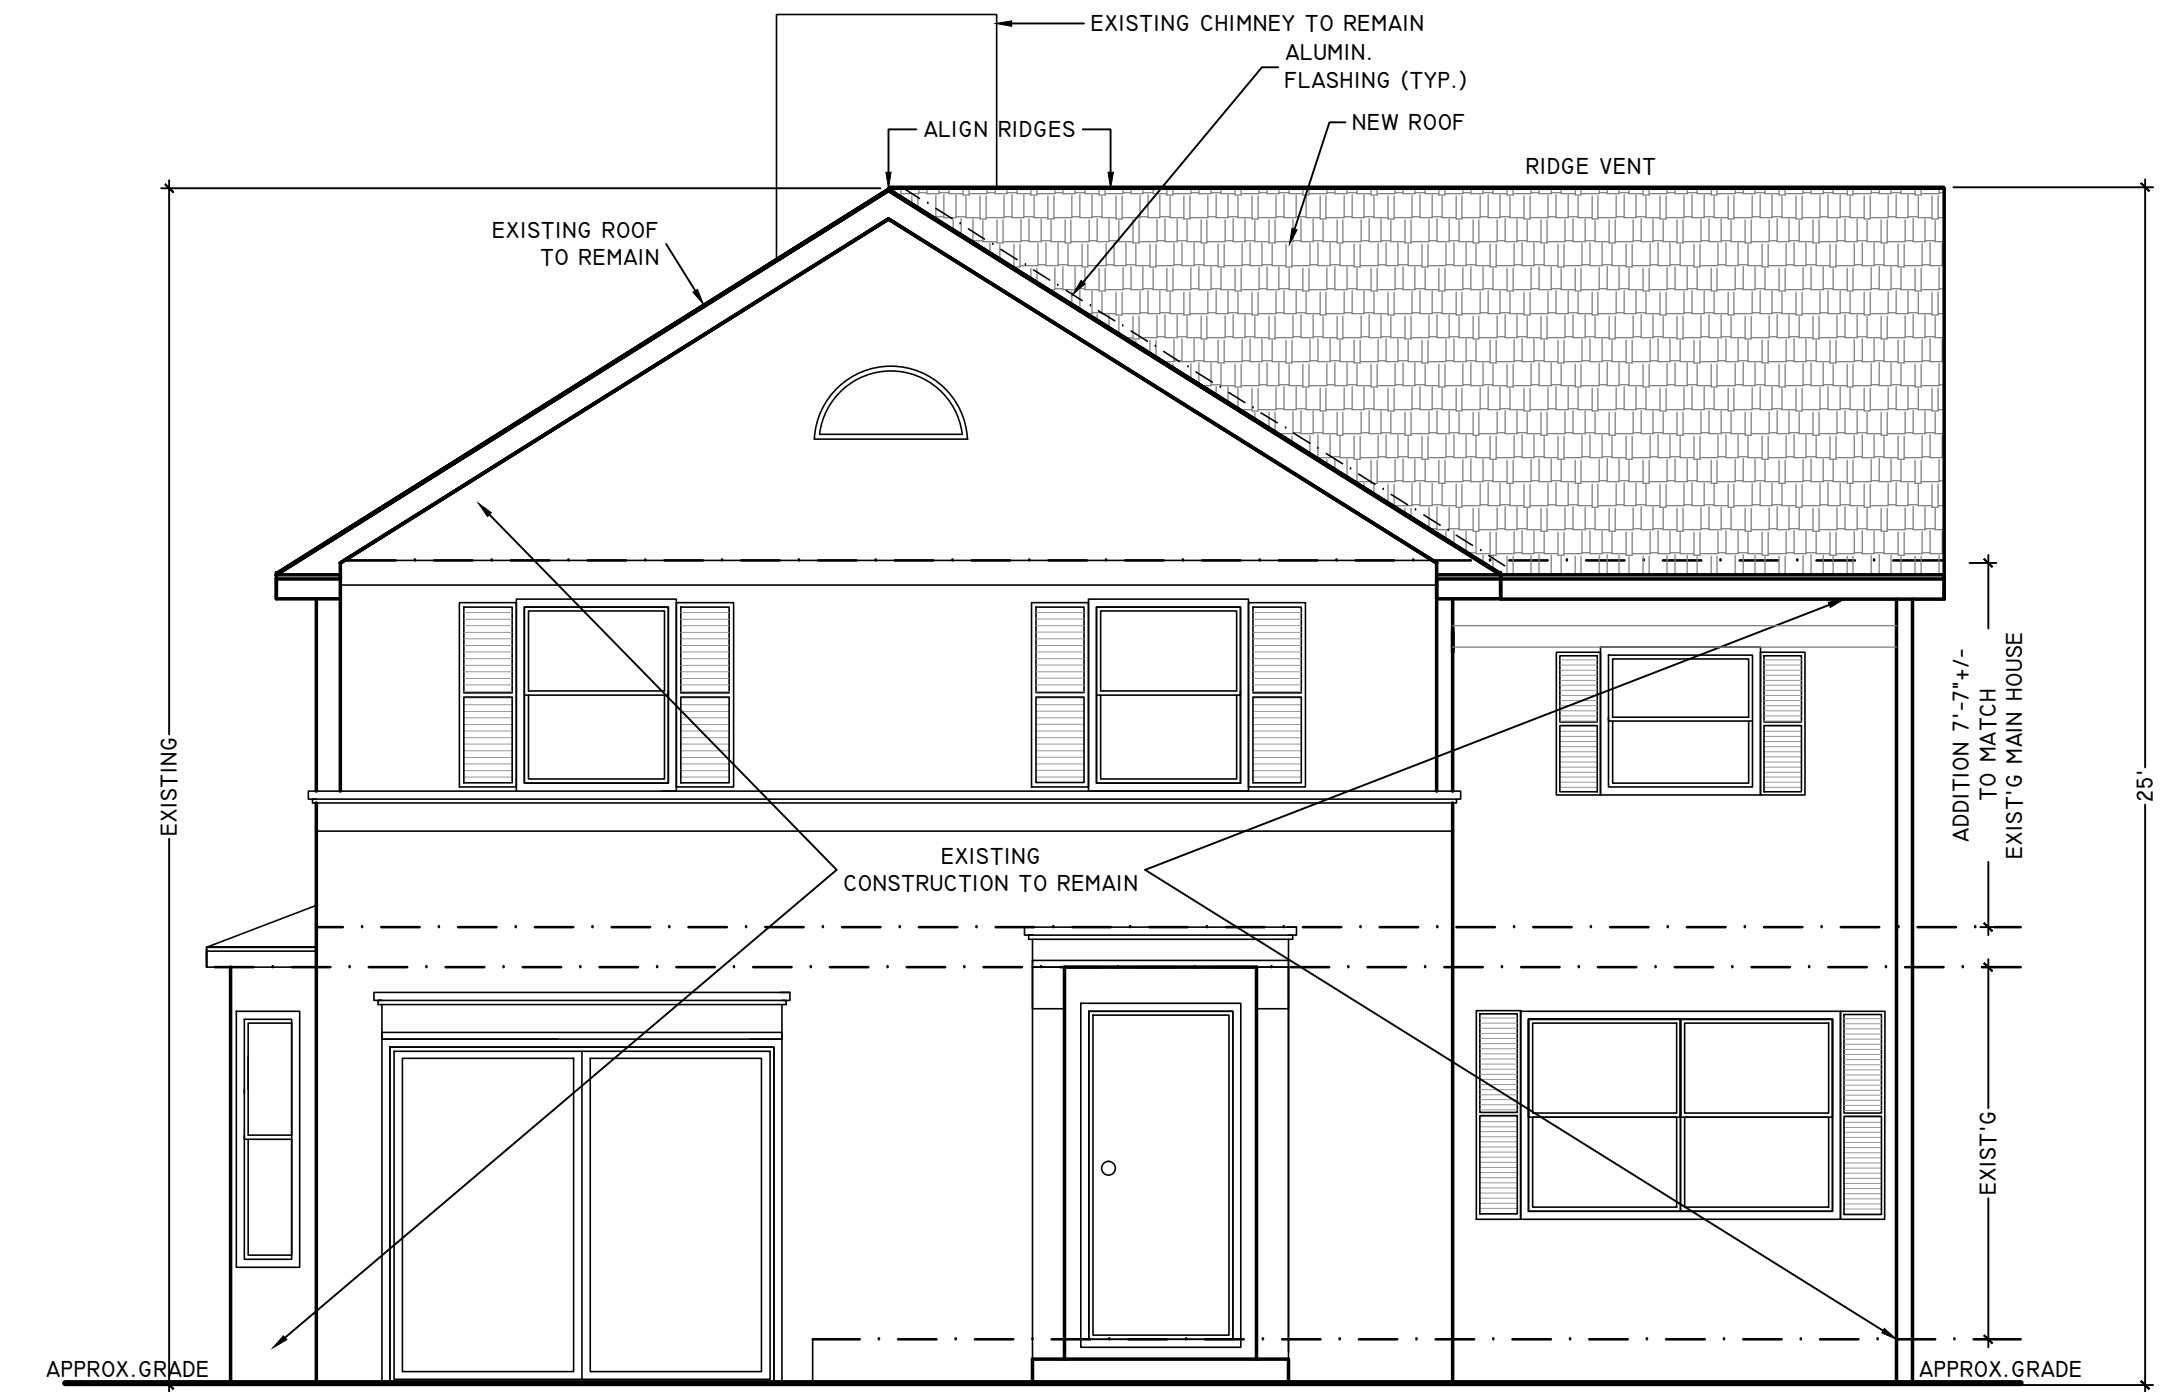 EXISTING CHIMNEY TO REMAIN
ALUMIN.
FLASHING (TYP.)
ALIGN RIDGES
NEW ROOF
RIDGE VENT
EXISTING ROOF
TO REMAIN
EXISTING
ADDITION 7'-7"+/-
TO MATCH
EXIST'G MAIN HOUSE
25'
EXISTING
CONSTRUCTION TO REMAIN
EXIST'G
APPROX.GRADE
APPROX.GRADE